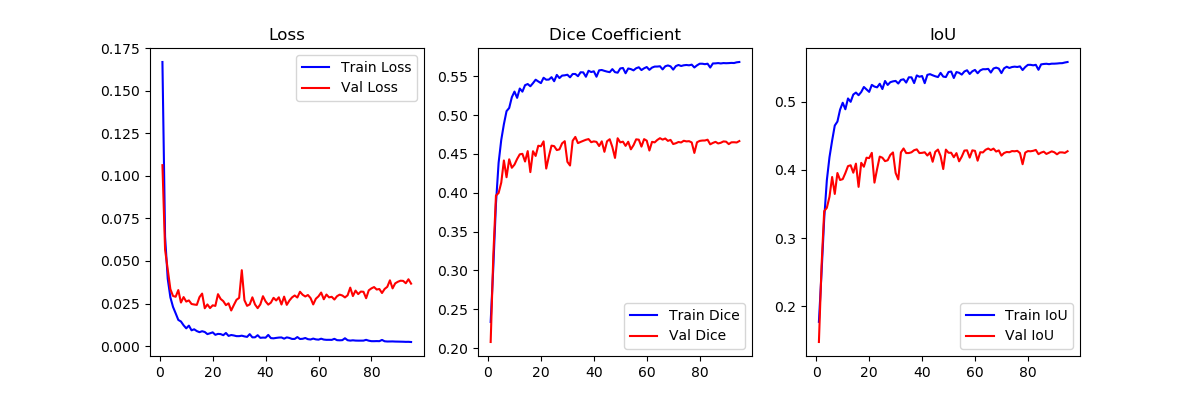 Loss
0.175
0.150
0.125
0.100
0.075
0.050
0.025
0.000
0 20 40 60 80
Train Loss
Val Loss
Dice Coefficient
0.55
0.50
0.45
0.40
0.35
0.30
0.25
0.20
0 20 40 60 80
Train Dice
Val Dice
IoU
0.5
0.4
0.3
0.2
0 20 40 60 80
Train IoU
Val IoU